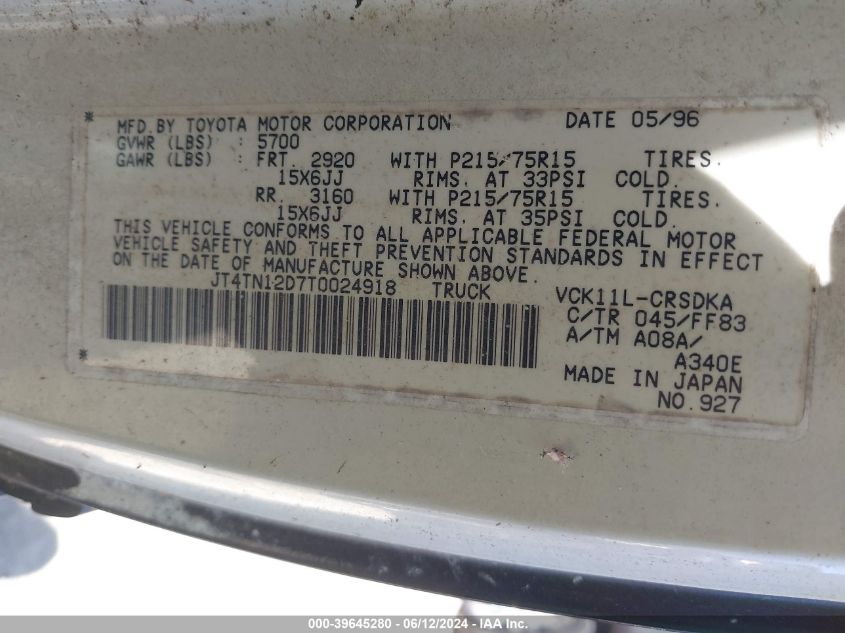 MFD. BY TOYOTA MOTOR CORPORATION DATE 05/96
GVWR (LBS) : 5700
GAWR (LBS) : FRT. 2920 WITH P215/75R15 TIRES.
15X6JJ RIMS. AT 33PSI COLD.
RR. 3160 WITH P215/75R15 TIRES.
15X6JJ RIMS. AT 35PSI COLD.
THIS VEHICLE CONFORMS TO ALL APPLICABLE FEDERAL MOTOR
VEHICLE SAFETY AND THEFT PREVENTION STANDARDS IN EFFECT
ON THE DATE OF MANUFACTURE SHOWN ABOVE.
JT4TN12D7T0024918 TRUCK VCK11L-CRSDKA
C/TR 045/FF83
A/TM A08A/
A340E
MADE IN JAPAN
NO. 927
000-39645280 - 06/12/2024 - IAA Inc.